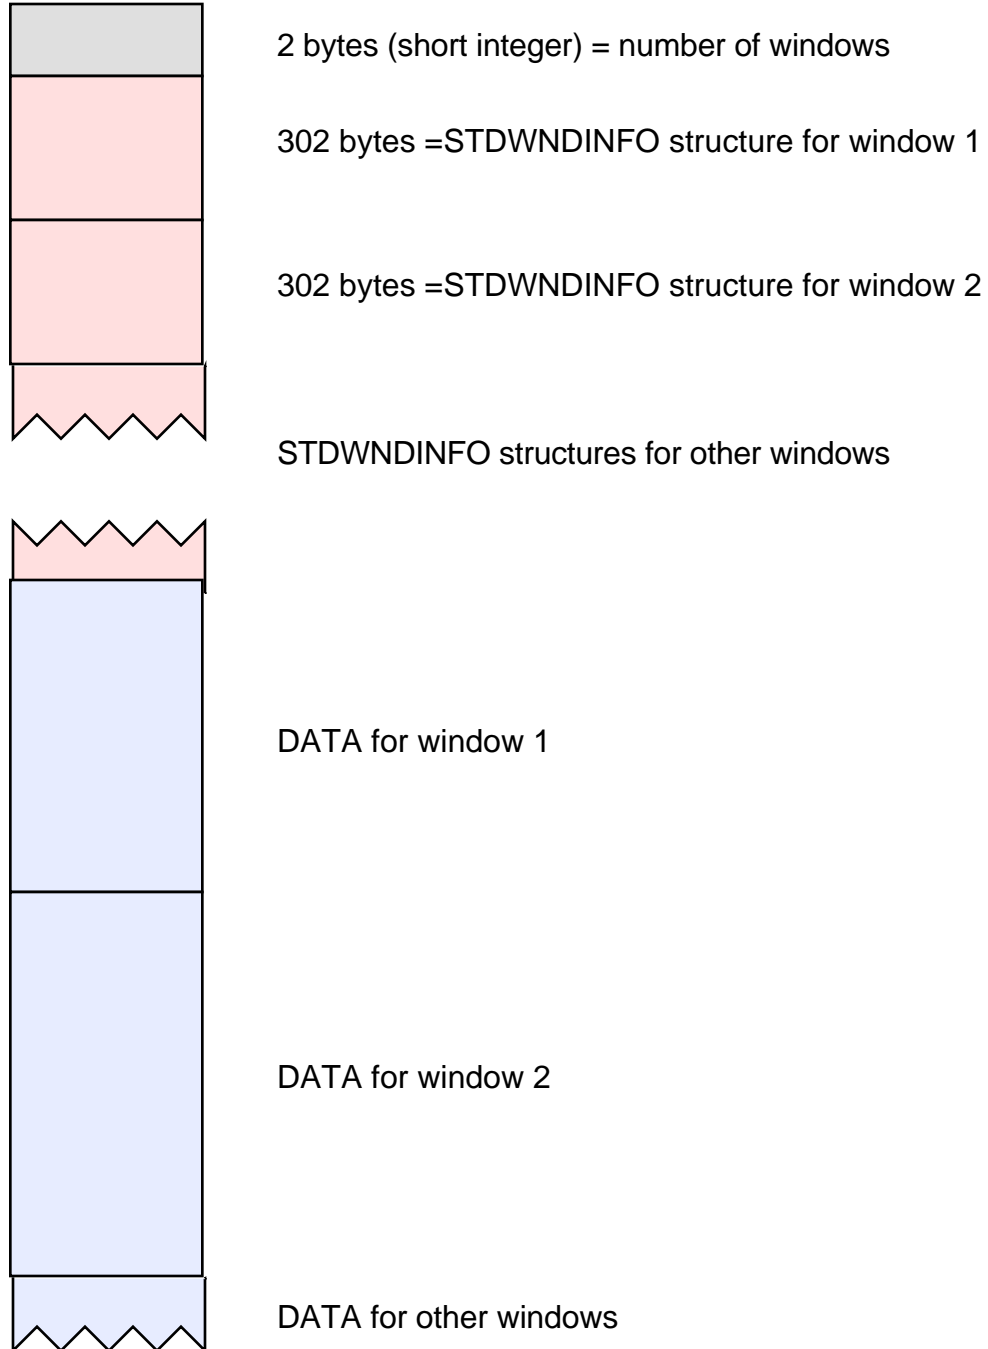 2 bytes (short integer) = number of windows
302 bytes =STDWNDINFO structure for window 1
302 bytes =STDWNDINFO structure for window 2
STDWNDINFO structures for other windows
DATA for window 1
DATA for window 2
DATA for other windows